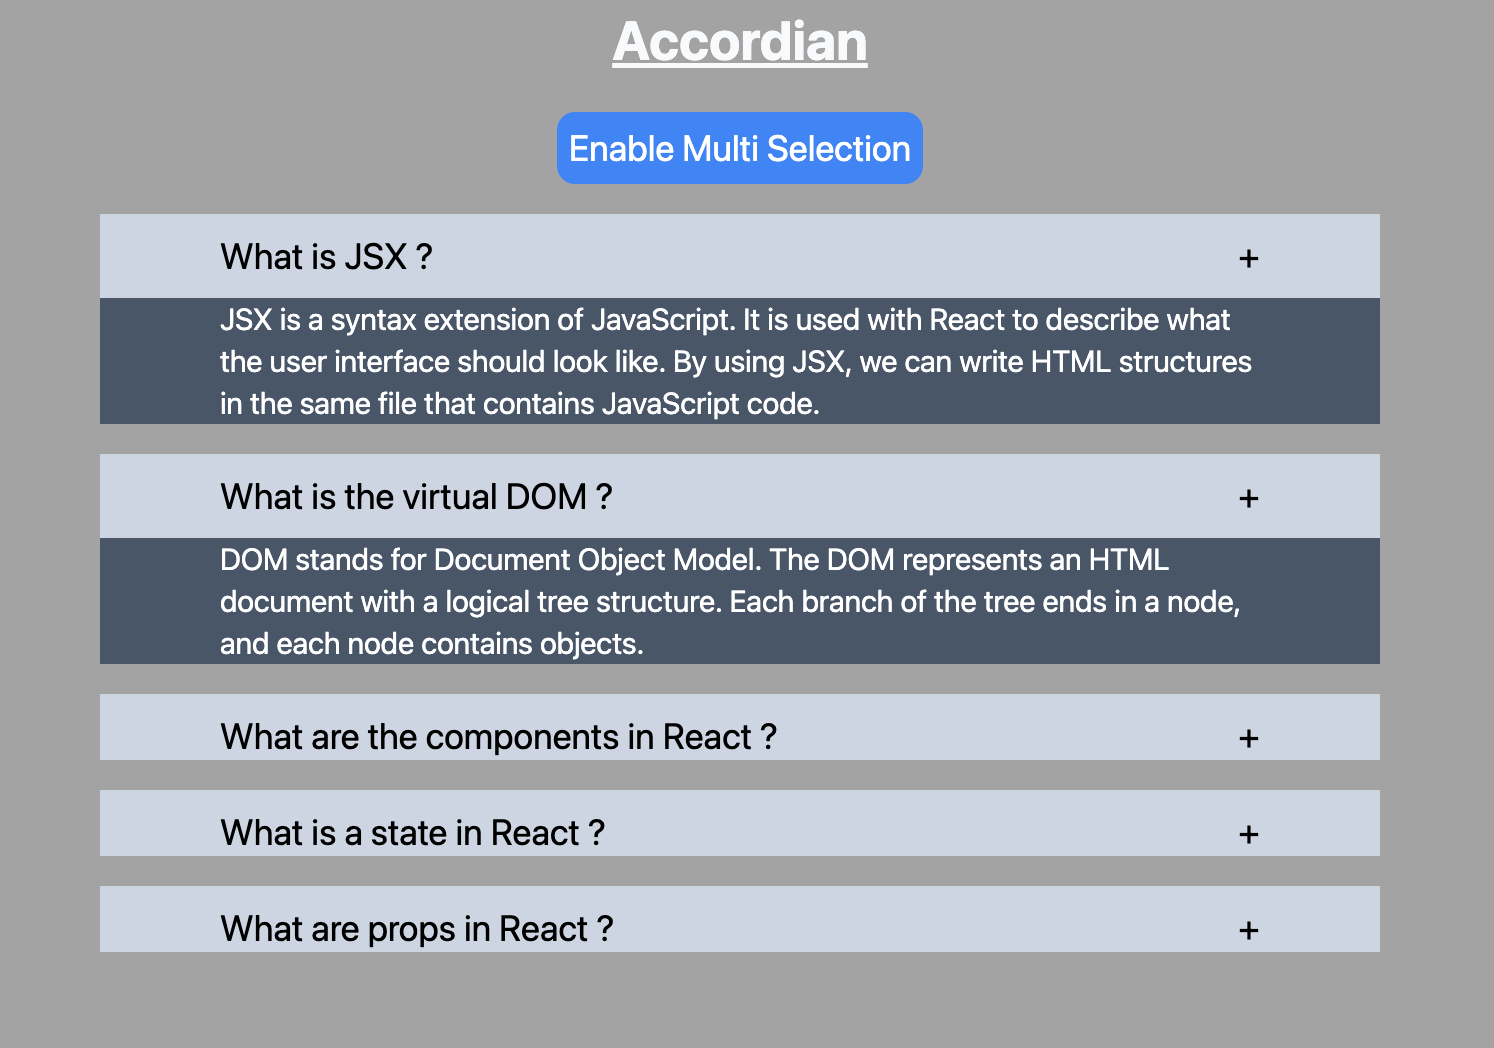 Accordian
Enable Multi Selection
What is JSX ? +
JSX is a syntax extension of JavaScript. It is used with React to describe what
the user interface should look like. By using JSX, we can write HTML structures
in the same file that contains JavaScript code.
What is the virtual DOM ? +
DOM stands for Document Object Model. The DOM represents an HTML
document with a logical tree structure. Each branch of the tree ends in a node,
and each node contains objects.
What are the components in React ? +
What is a state in React ? +
What are props in React ? +